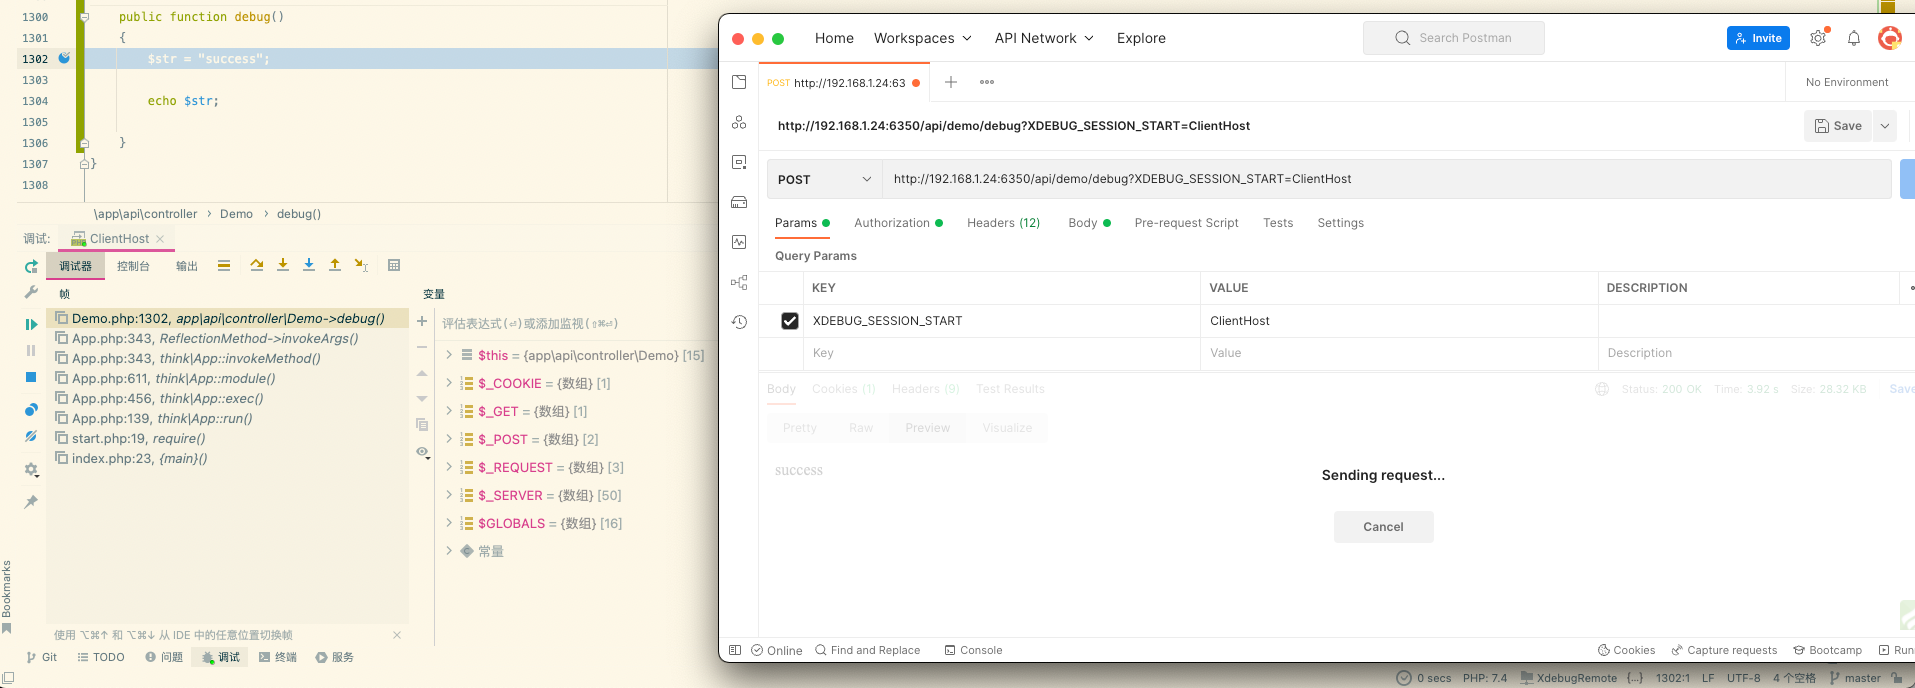 1300 public function debug()
1301 {
1302 $str = "success";
1303
1304 echo $str;
1305
1306 }
1307 }
1308
\app\api\controller › Demo › debug()
调试: ClientHost ×
调试器 控制台 输出
帧
Demo.php:1302, app\api\controller\Demo->debug()
App.php:343, ReflectionMethod->invokeArgs()
App.php:343, think\App::invokeMethod()
App.php:611, think\App::module()
App.php:456, think\App::exec()
App.php:139, think\App::run()
start.php:19, require()
index.php:23, {main}()
使用 ⌥⌘↑ 和 ⌥⌘↓ 从 IDE 中的任意位置切换帧 ×
变量
评估表达式(⏎)或添加监视(⇧⌘⏎)
$this = {app\api\controller\Demo} [15]
$_COOKIE = {数组} [1]
$_GET = {数组} [1]
$_POST = {数组} [2]
$_REQUEST = {数组} [3]
$_SERVER = {数组} [50]
$GLOBALS = {数组} [16]
常量
Bookmarks
Git TODO 问题 调试 终端 服务
Home Workspaces API Network Explore Search Postman Invite
POST http://192.168.1.24:63 + ••• No Environment
http://192.168.1.24:6350/api/demo/debug?XDEBUG_SESSION_START=ClientHost Save
POST http://192.168.1.24:6350/api/demo/debug?XDEBUG_SESSION_START=ClientHost
Params Authorization Headers (12) Body Pre-request Script Tests Settings
Query Params
KEY VALUE DESCRIPTION
XDEBUG_SESSION_START ClientHost
Key Value Description
Body Cookies (1) Headers (9) Test Results Status: 200 OK Time: 3.92 s Size: 28.32 KB Save
Pretty Raw Preview Visualize
success
Sending request...
Cancel
Online Find and Replace Console Cookies Capture requests Bootcamp Run
0 secs PHP: 7.4 XdebugRemote {...} 1302:1 LF UTF-8 4 个空格 master